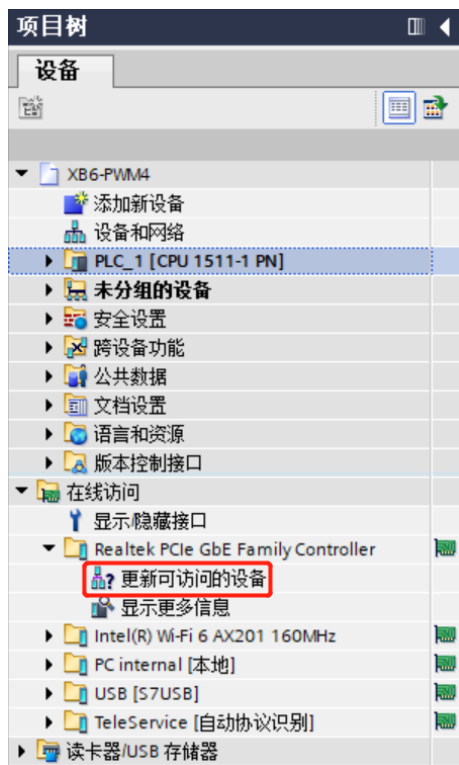 项目树
设备
XB6-PWM4
添加新设备
设备和网络
PLC_1 [CPU 1511-1 PN]
未分组的设备
安全设置
跨设备功能
公共数据
文档设置
语言和资源
版本控制接口
在线访问
显示/隐藏接口
Realtek PCIe GbE Family Controller
更新可访问的设备
显示更多信息
Intel(R) Wi-Fi 6 AX201 160MHz
PC internal [本地]
USB [S7USB]
TeleService [自动协议识别]
读卡器/USB 存储器